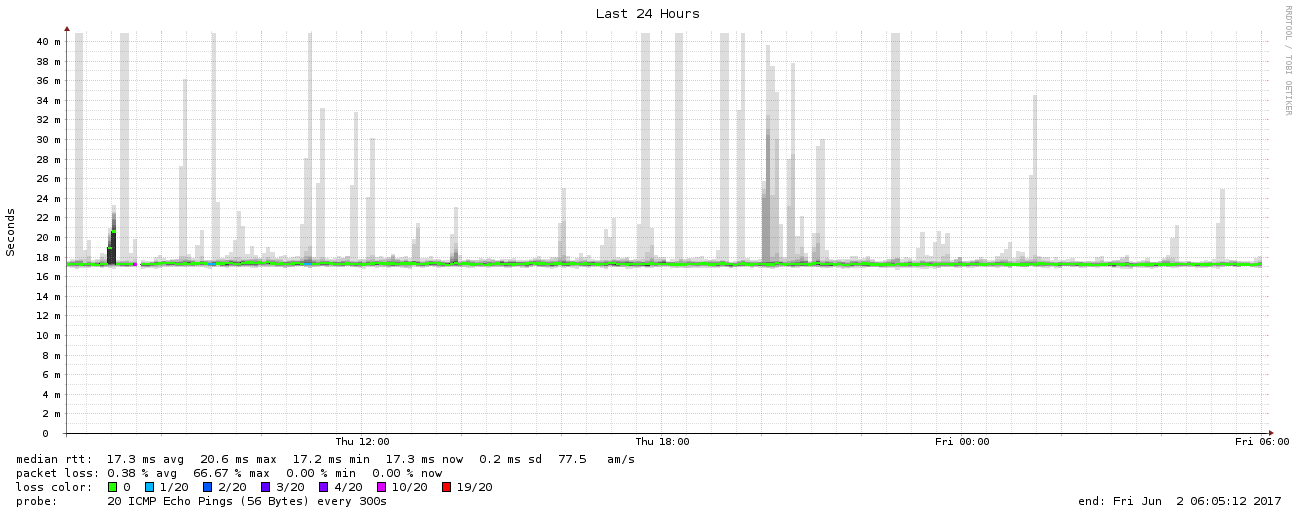 Last 24 Hours
RRDTOOL / TOBI OETIKER
Seconds
40 m
38 m
36 m
34 m
32 m
30 m
28 m
26 m
24 m
22 m
20 m
18 m
16 m
14 m
12 m
10 m
8 m
6 m
4 m
2 m
0
Thu 12:00 Thu 18:00 Fri 00:00 Fri 06:00
median rtt: 17.3 ms avg 20.6 ms max 17.2 ms min 17.3 ms now 0.2 ms sd 77.5 am/s
packet loss: 0.38 % avg 66.67 % max 0.00 % min 0.00 % now
loss color: 0 1/20 2/20 3/20 4/20 10/20 19/20
probe: 20 ICMP Echo Pings (56 Bytes) every 300s end: Fri Jun 2 06:05:12 2017